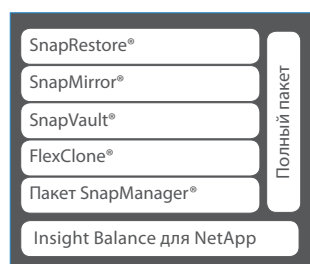 SnapRestore®
SnapMirror®
SnapVault®
FlexClone®
Пакет SnapManager®
Полный пакет
Insight Balance для NetApp